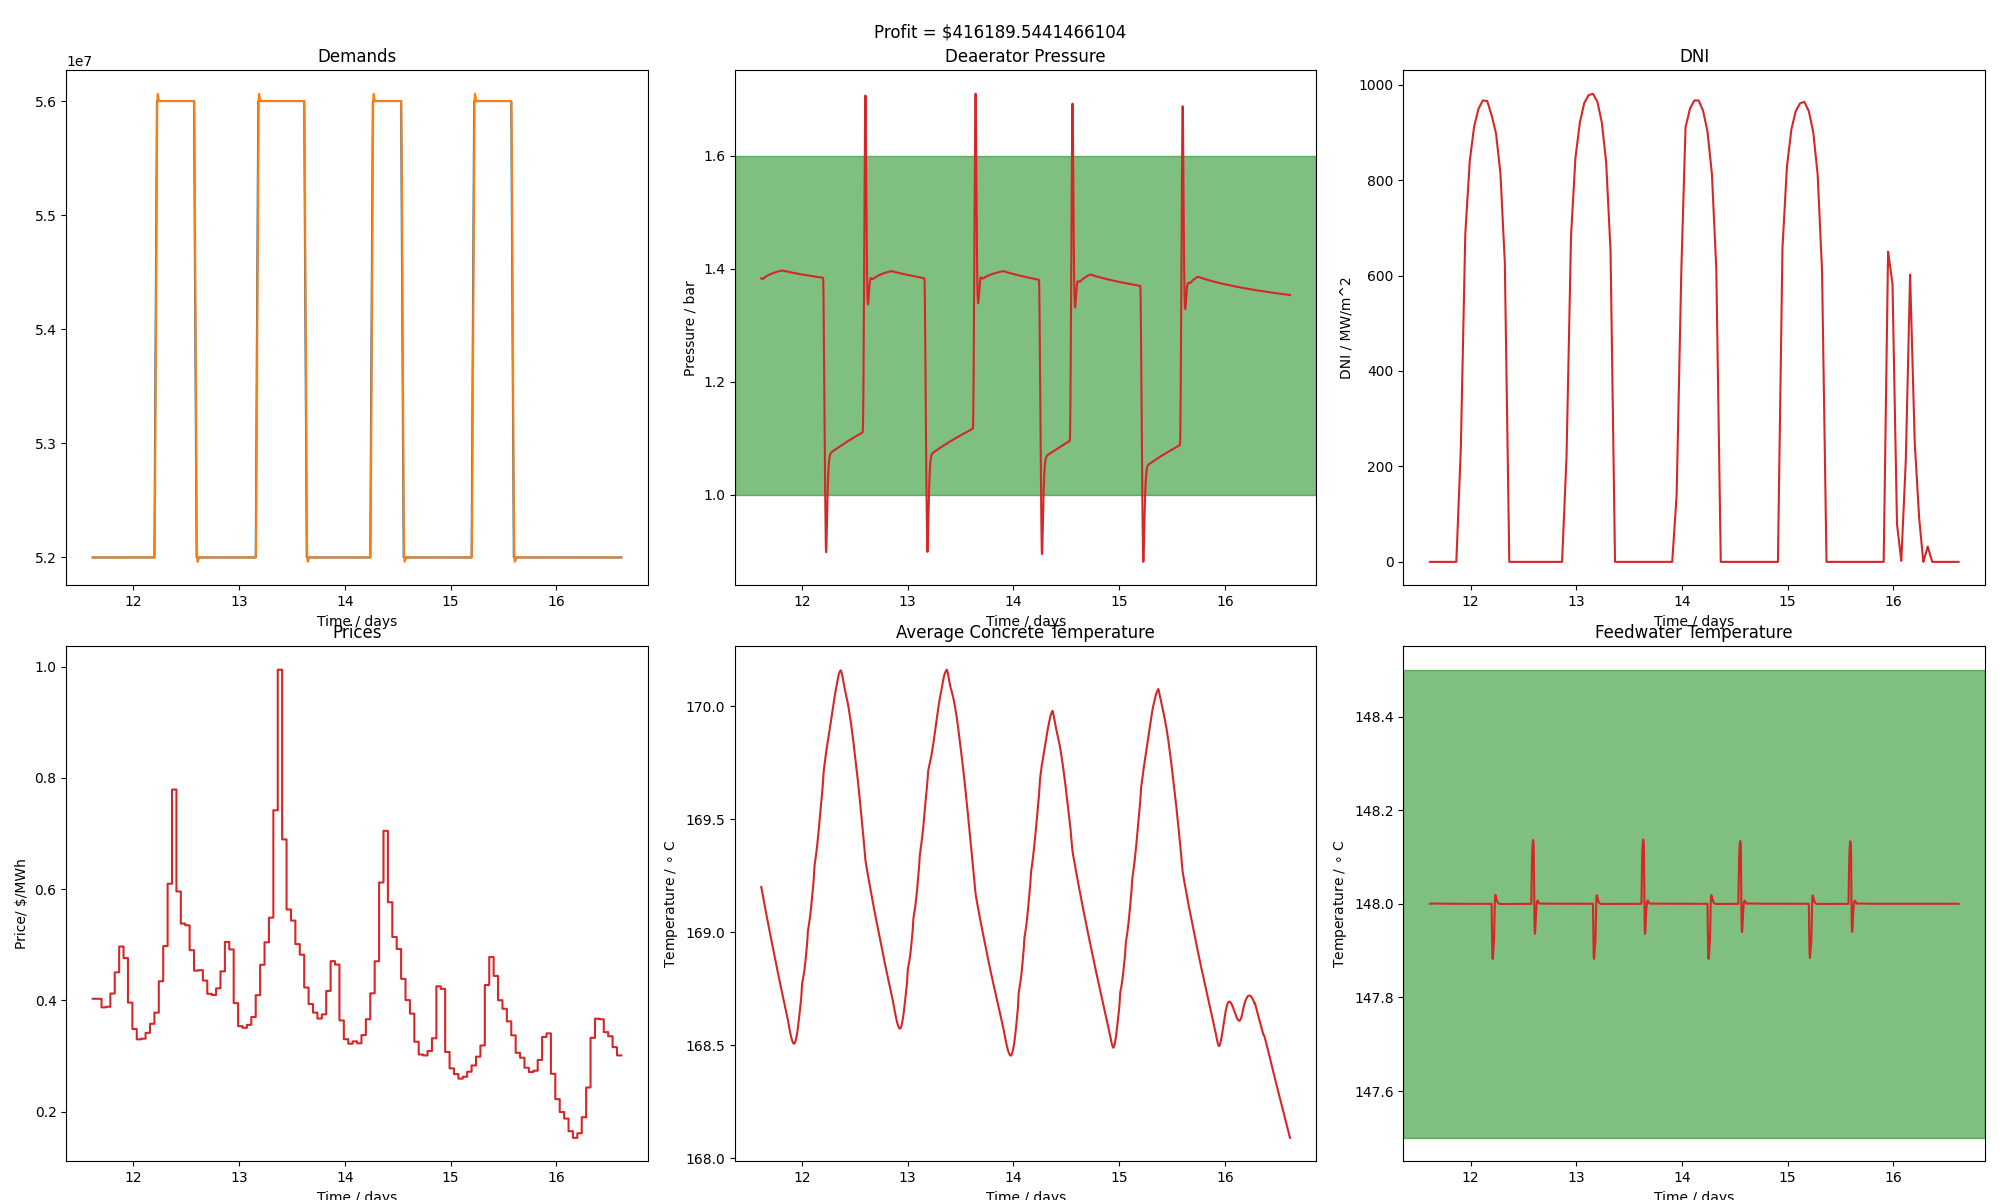 Profit = $416189.5441466104
Demands
1e7
5.6
5.5
5.4
5.3
5.2
12 13 14 15 16
Time / days
Deaerator Pressure
Pressure / bar
1.6
1.4
1.2
1.0
12 13 14 15 16
Time / days
DNI
DNI / MW/m^2
1000
800
600
400
200
0
12 13 14 15 16
Time / days
Prices
Price/ $/MWh
1.0
0.8
0.6
0.4
0.2
12 13 14 15 16
Time / days
Average Concrete Temperature
Temperature / ∘ C
170.0
169.5
169.0
168.5
168.0
12 13 14 15 16
Time / days
Feedwater Temperature
Temperature / ∘ C
148.4
148.2
148.0
147.8
147.6
12 13 14 15 16
Time / days